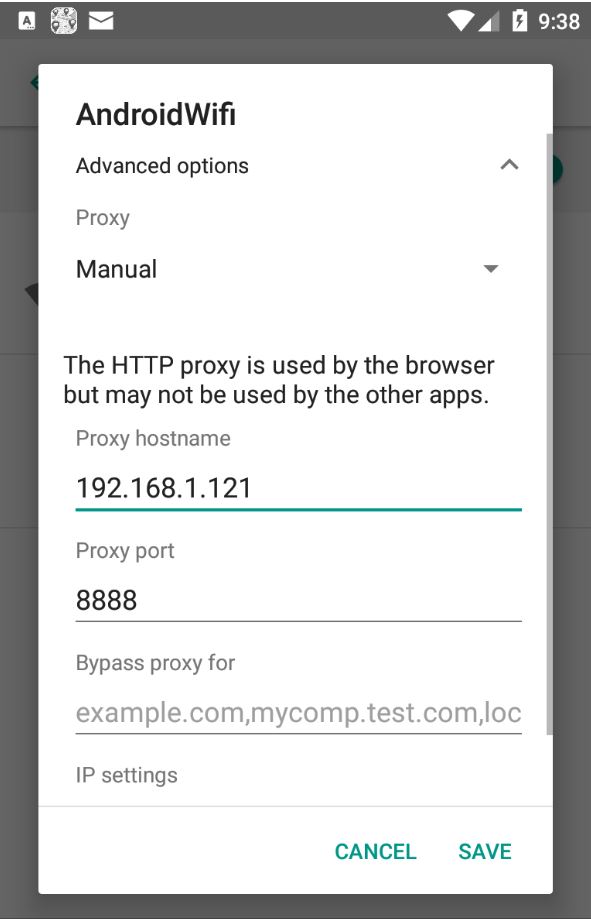 9:38
AndroidWifi
Advanced options
Proxy
Manual
The HTTP proxy is used by the browser
but may not be used by the other apps.
Proxy hostname
192.168.1.121
Proxy port
8888
Bypass proxy for
example.com,mycomp.test.com,loc
IP settings
CANCEL SAVE